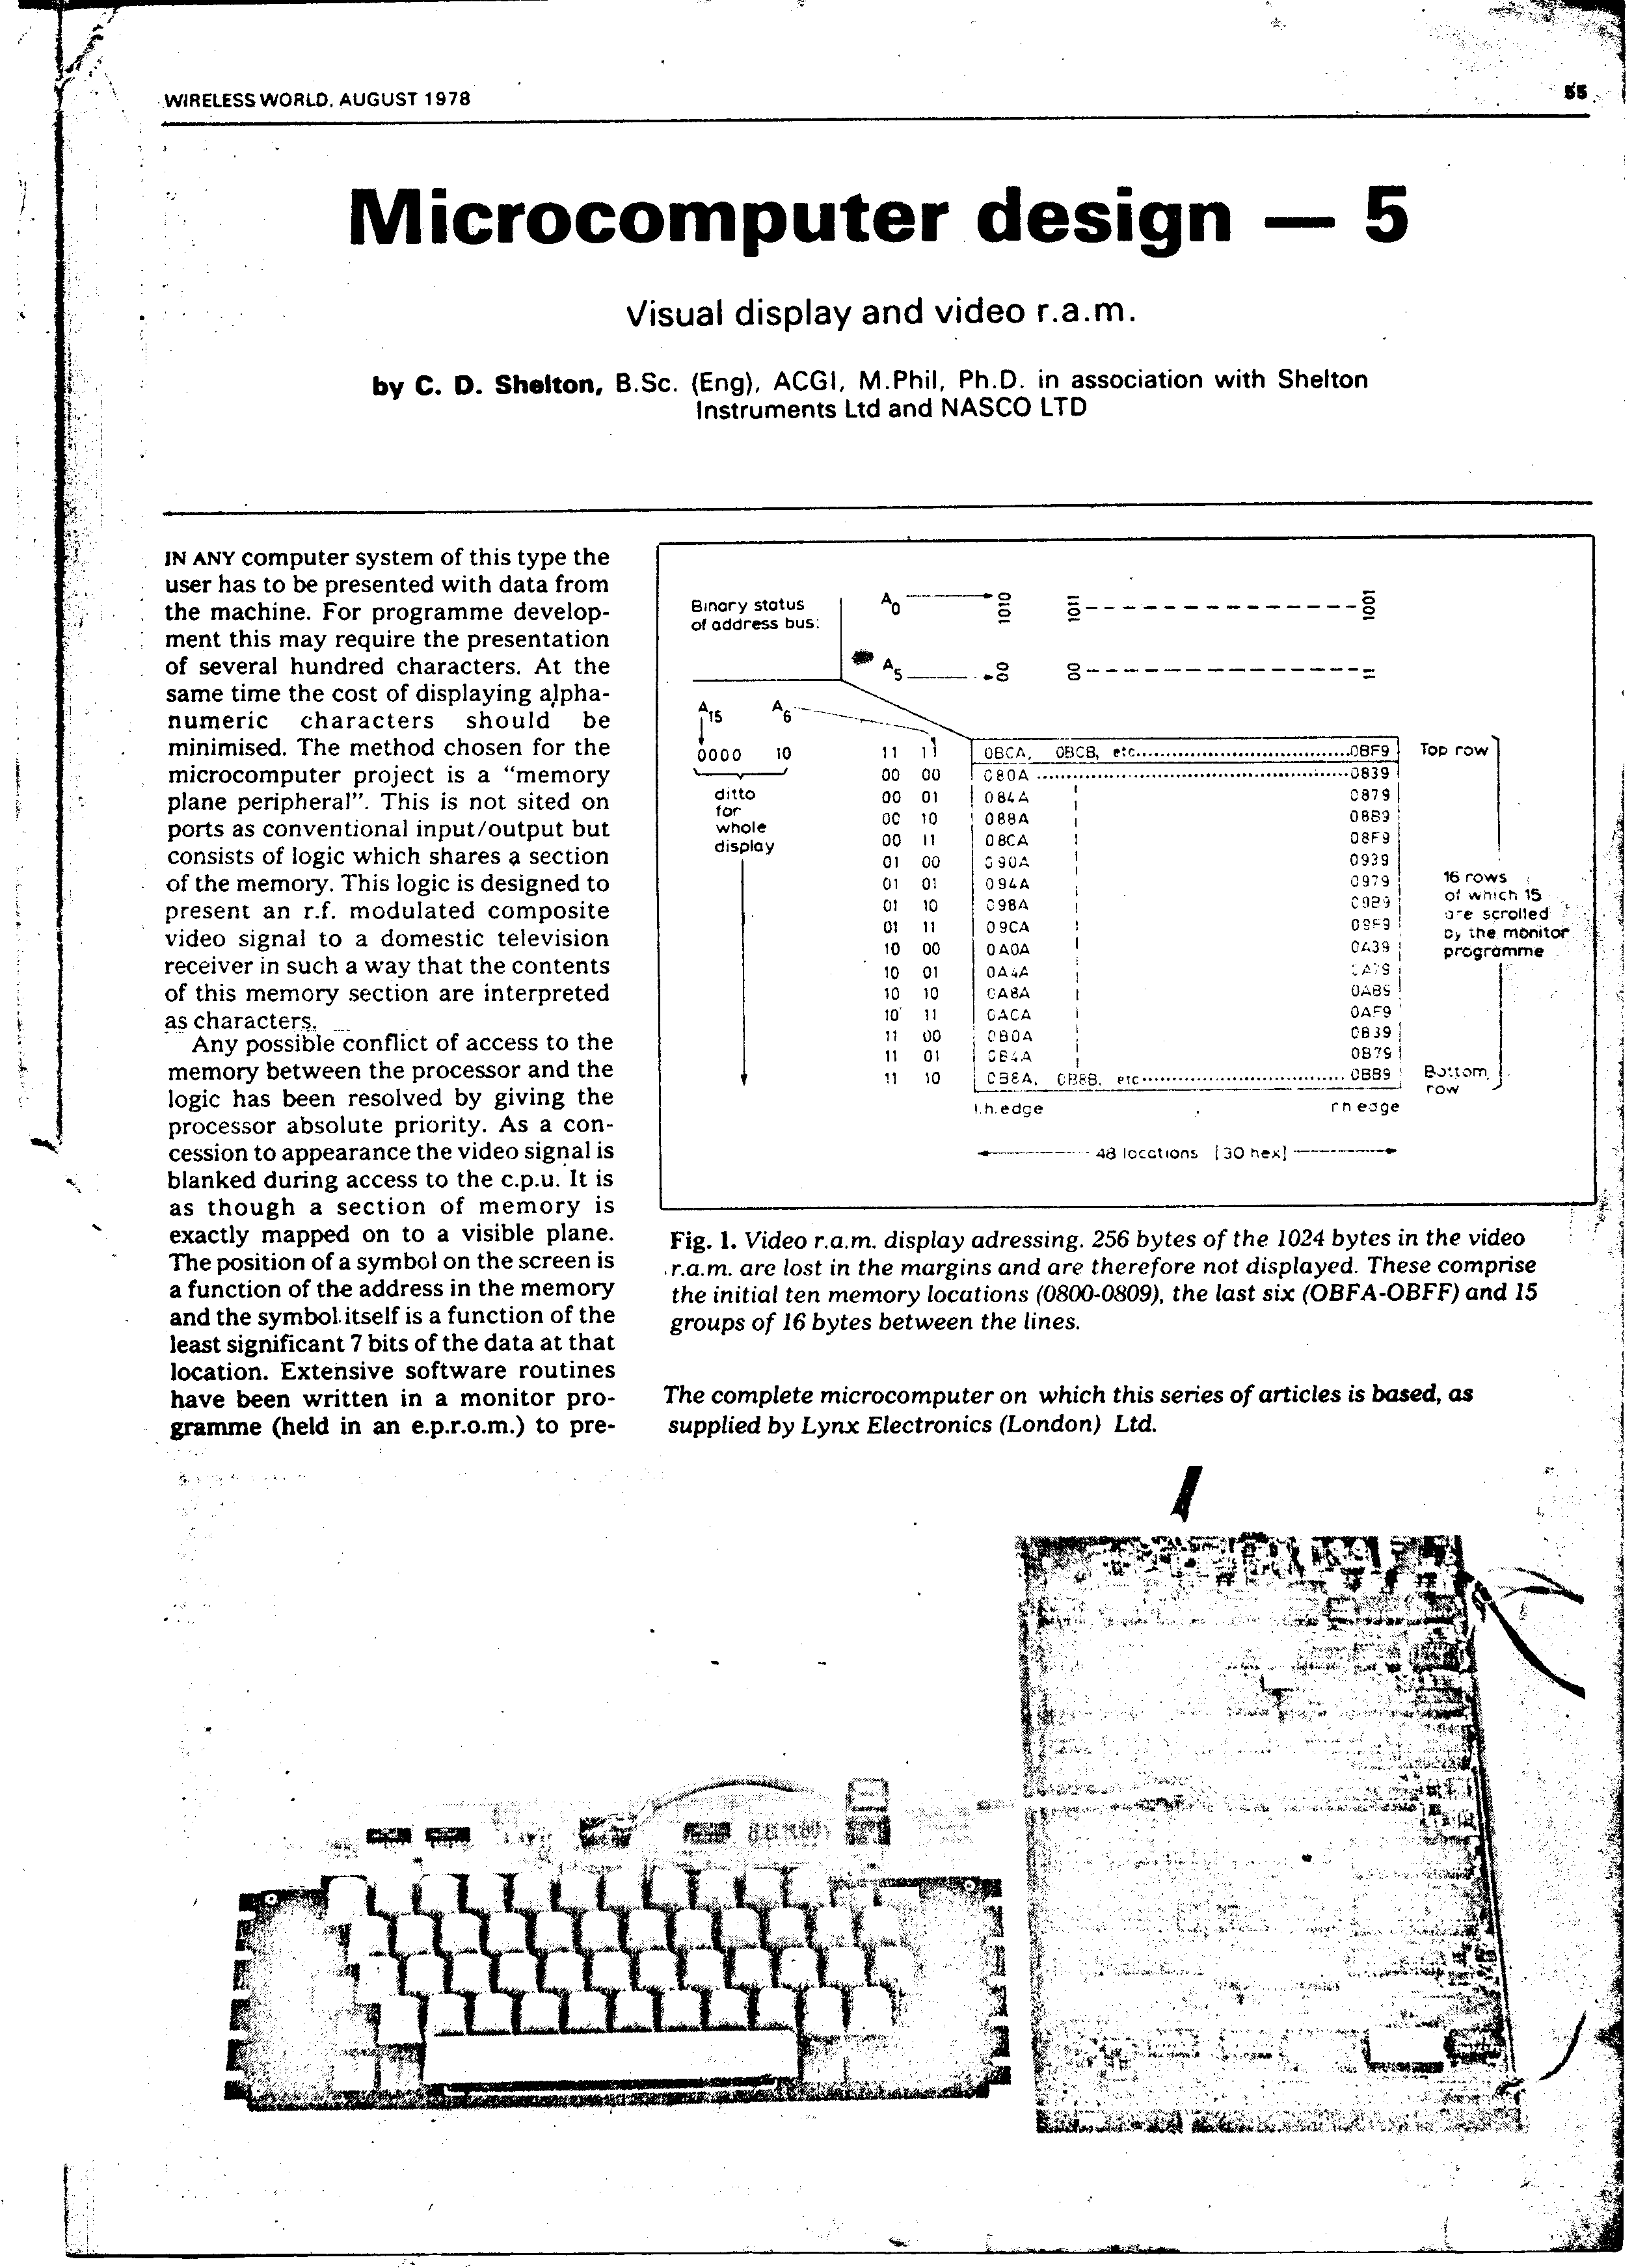 WIRELESS WORLD, AUGUST 1978
55
Microcomputer design — 5
Visual display and video r.a.m.
by C. D. Shelton, B.Sc. (Eng), ACGI, M.Phil, Ph.D. in association with Shelton
Instruments Ltd and NASCO LTD
IN ANY computer system of this type the
user has to be presented with data from
the machine. For programme develop-
ment this may require the presentation
of several hundred characters. At the
same time the cost of displaying alpha-
numeric characters should be
minimised. The method chosen for the
microcomputer project is a “memory
plane peripheral”. This is not sited on
ports as conventional input/output but
consists of logic which shares a section
of the memory. This logic is designed to
present an r.f. modulated composite
video signal to a domestic television
receiver in such a way that the contents
of this memory section are interpreted
as characters.
Any possible conflict of access to the
memory between the processor and the
logic has been resolved by giving the
processor absolute priority. As a con-
cession to appearance the video signal is
blanked during access to the c.p.u. It is
as though a section of memory is
exactly mapped on to a visible plane.
The position of a symbol on the screen is
a function of the address in the memory
and the symbol itself is a function of the
least significant 7 bits of the data at that
location. Extensive software routines
have been written in a monitor pro-
gramme (held in an e.p.r.o.m.) to pre-
Binary status
of address bus:
A0
1010
1011
1001
A5
00
00
11
A15 A6
0000 10
ditto
for
whole
display
11 11 0BCA, 0BCB, etc. 0BF9
00 00 080A 0839
00 01 084A 0879
00 10 088A 08B9
00 11 08CA 08F9
01 00 090A 0939
01 01 094A 0979
01 10 098A 09B9
01 11 09CA 09F9
10 00 0A0A 0A39
10 01 0A4A 0A79
10 10 0A8A 0AB9
10 11 0ACA 0AF9
11 00 0B0A 0B39
11 01 0B4A 0B79
11 10 0B8A, 0B8B, etc 0BB9
Top row
16 rows
of which 15
are scrolled
by the monitor
programme
Bottom
row
l.h. edge
r h edge
48 locations [30 hex]
Fig. 1. Video r.a.m. display adressing. 256 bytes of the 1024 bytes in the video
r.a.m. are lost in the margins and are therefore not displayed. These comprise
the initial ten memory locations (0800-0809), the last six (OBFA-OBFF) and 15
groups of 16 bytes between the lines.
The complete microcomputer on which this series of articles is based, as
supplied by Lynx Electronics (London) Ltd.